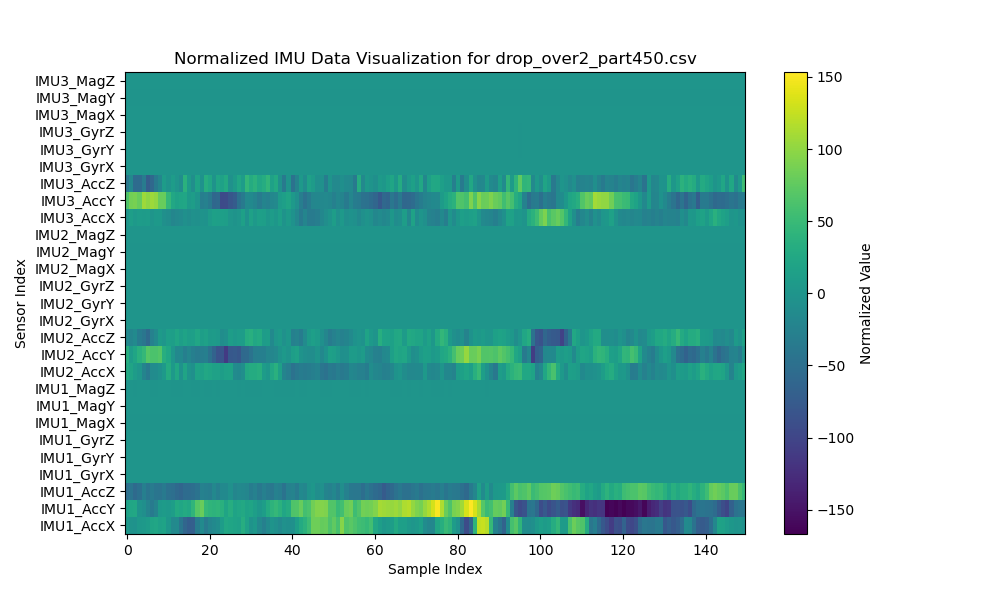 Normalized IMU Data Visualization for drop_over2_part450.csv
IMU3_MagZ
IMU3_MagY
IMU3_MagX
IMU3_GyrZ
IMU3_GyrY
IMU3_GyrX
IMU3_AccZ
IMU3_AccY
IMU3_AccX
IMU2_MagZ
IMU2_MagY
IMU2_MagX
IMU2_GyrZ
IMU2_GyrY
IMU2_GyrX
IMU2_AccZ
IMU2_AccY
IMU2_AccX
IMU1_MagZ
IMU1_MagY
IMU1_MagX
IMU1_GyrZ
IMU1_GyrY
IMU1_GyrX
IMU1_AccZ
IMU1_AccY
IMU1_AccX
Sensor Index
0 20 40 60 80 100 120 140
Sample Index
150
100
50
0
−50
−100
−150
Normalized Value